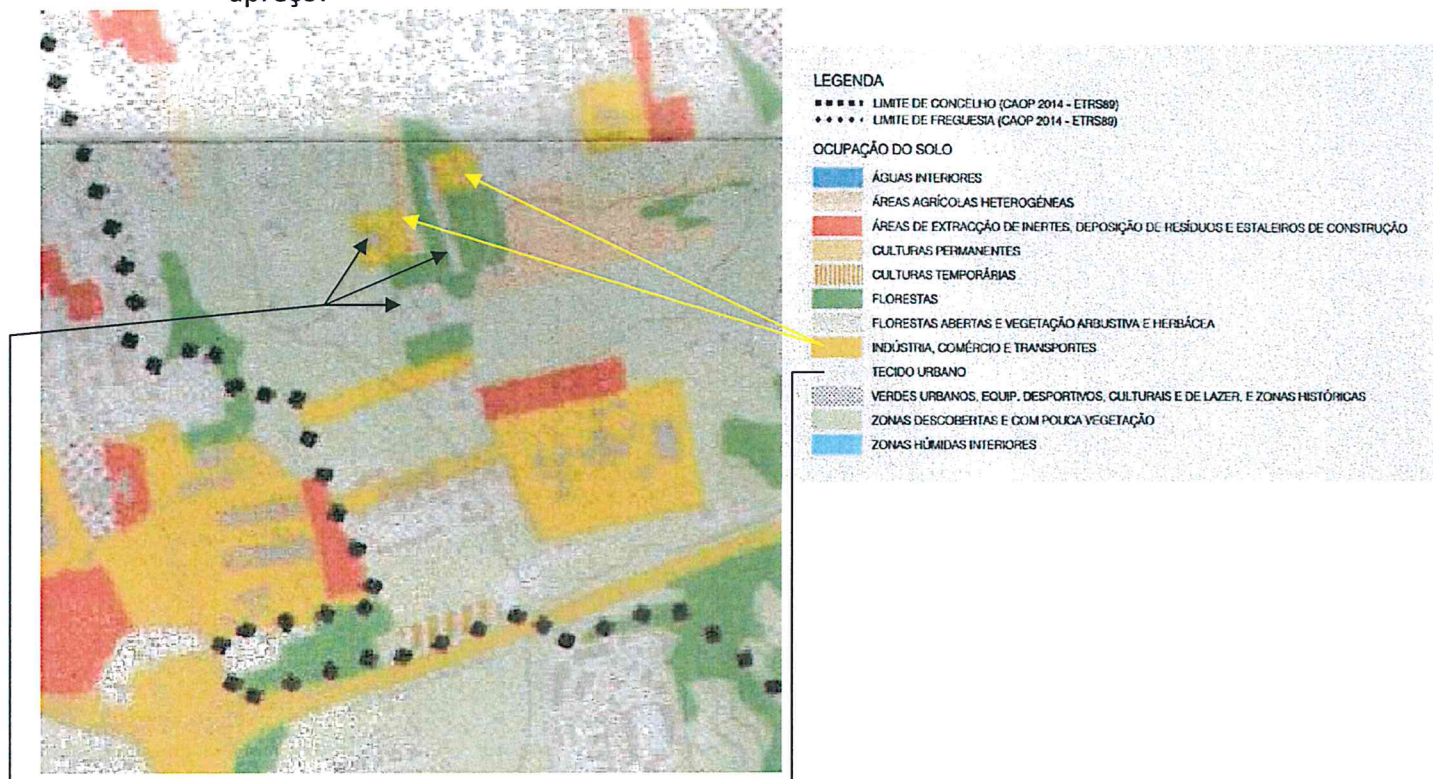 apreço.
LEGENDA
LIMITE DE CONCELHO (CAOP 2014 - ETRS89)
LIMITE DE FREGUESIA (CAOP 2014 - ETRS89)
OCUPAÇÃO DO SOLO
ÁGUAS INTERIORES
ÁREAS AGRÍCOLAS HETEROGÉNEAS
ÁREAS DE EXTRACÇÃO DE INERTES, DEPOSIÇÃO DE RESÍDUOS E ESTALEIROS DE CONSTRUÇÃO
CULTURAS PERMANENTES
CULTURAS TEMPORÁRIAS
FLORESTAS
FLORESTAS ABERTAS E VEGETAÇÃO ARBUSTIVA E HERBÁCEA
INDÚSTRIA, COMÉRCIO E TRANSPORTES
TECIDO URBANO
VERDES URBANOS, EQUIP. DESPORTIVOS, CULTURAIS E DE LAZER, E ZONAS HISTÓRICAS
ZONAS DESCOBERTAS E COM POUCA VEGETAÇÃO
ZONAS HÚMIDAS INTERIORES